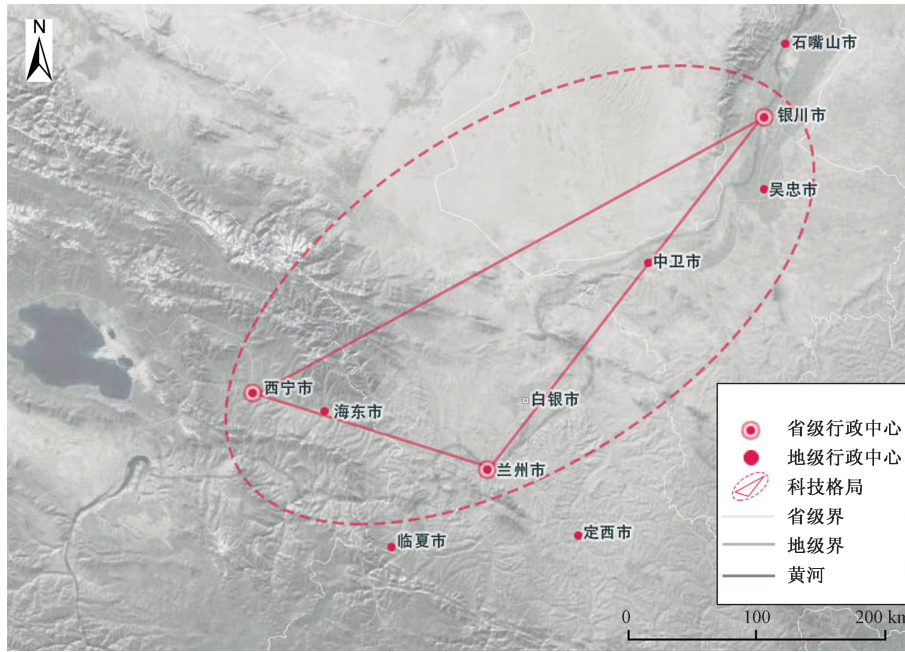 N
石嘴山市
银川市
吴忠市
中卫市
西宁市
海东市
白银市
兰州市
临夏市
定西市
省级行政中心
地级行政中心
科技格局
省级界
地级界
黄河
0 100 200 km